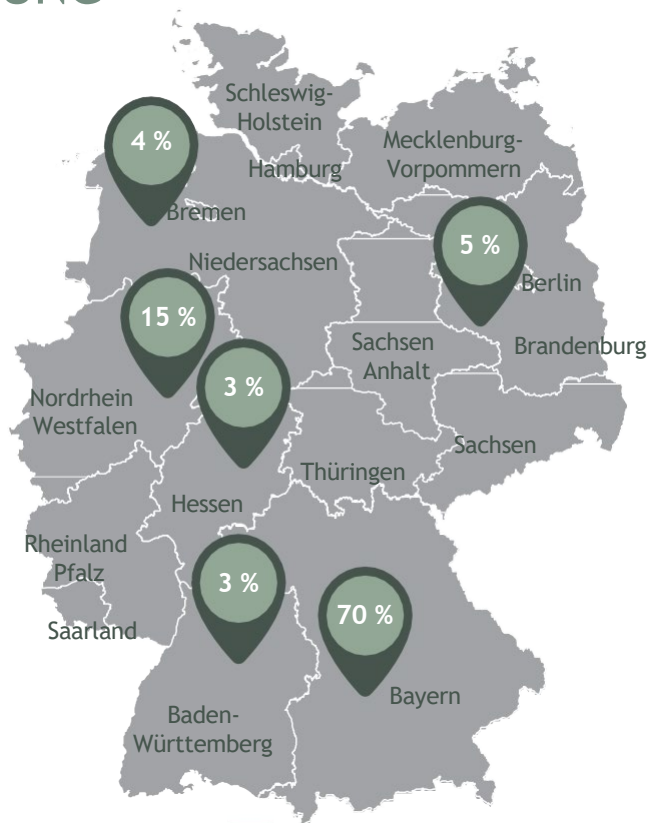 Schleswig-
Holstein
4 %
Mecklenburg-
Vorpommern
Hamburg
Bremen
5 %
Niedersachsen
Berlin
15 %
Sachsen
Anhalt
Brandenburg
3 %
Nordrhein
Westfalen
Sachsen
Thüringen
Hessen
Rheinland
Pfalz
3 %
70 %
Saarland
Bayern
Baden-
Württemberg